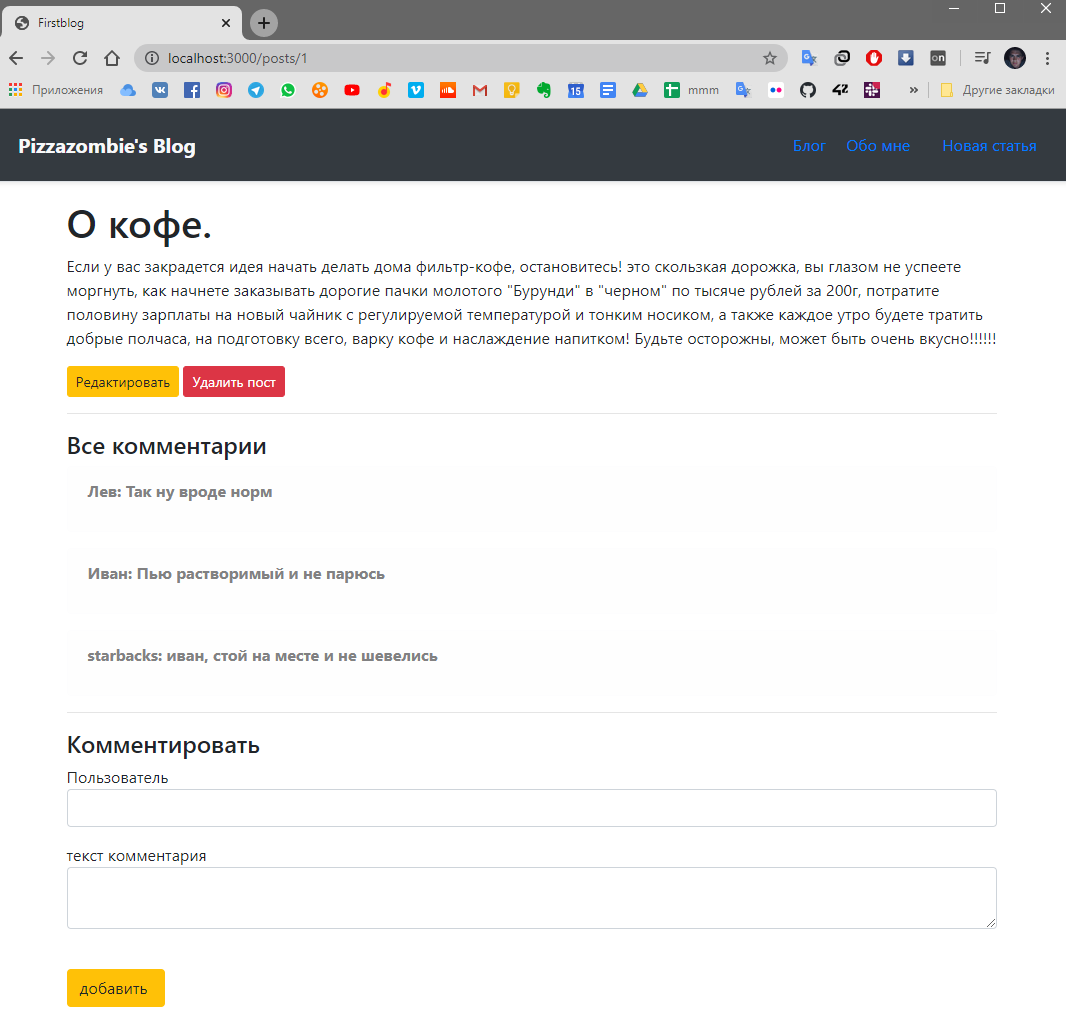 Firstblog
localhost:3000/posts/1
on
Приложения
15
mmm
Другие закладки
Pizzazombie's Blog
Блог Обо мне Новая статья
О кофе.
Если у вас закрадется идея начать делать дома фильтр-кофе, остановитесь! это скользкая дорожка, вы глазом не успеете
моргнуть, как начнете заказывать дорогие пачки молотого "Бурунди" в "черном" по тысяче рублей за 200г, потратите
половину зарплаты на новый чайник с регулируемой температурой и тонким носиком, а также каждое утро будете тратить
добрые полчаса, на подготовку всего, варку кофе и наслаждение напитком! Будьте осторожны, может быть очень вкусно!!!!!!
Редактировать Удалить пост
Все комментарии
Лев: Так ну вроде норм
Иван: Пью растворимый и не парюсь
starbacks: иван, стой на месте и не шевелись
Комментировать
Пользователь
текст комментария
добавить